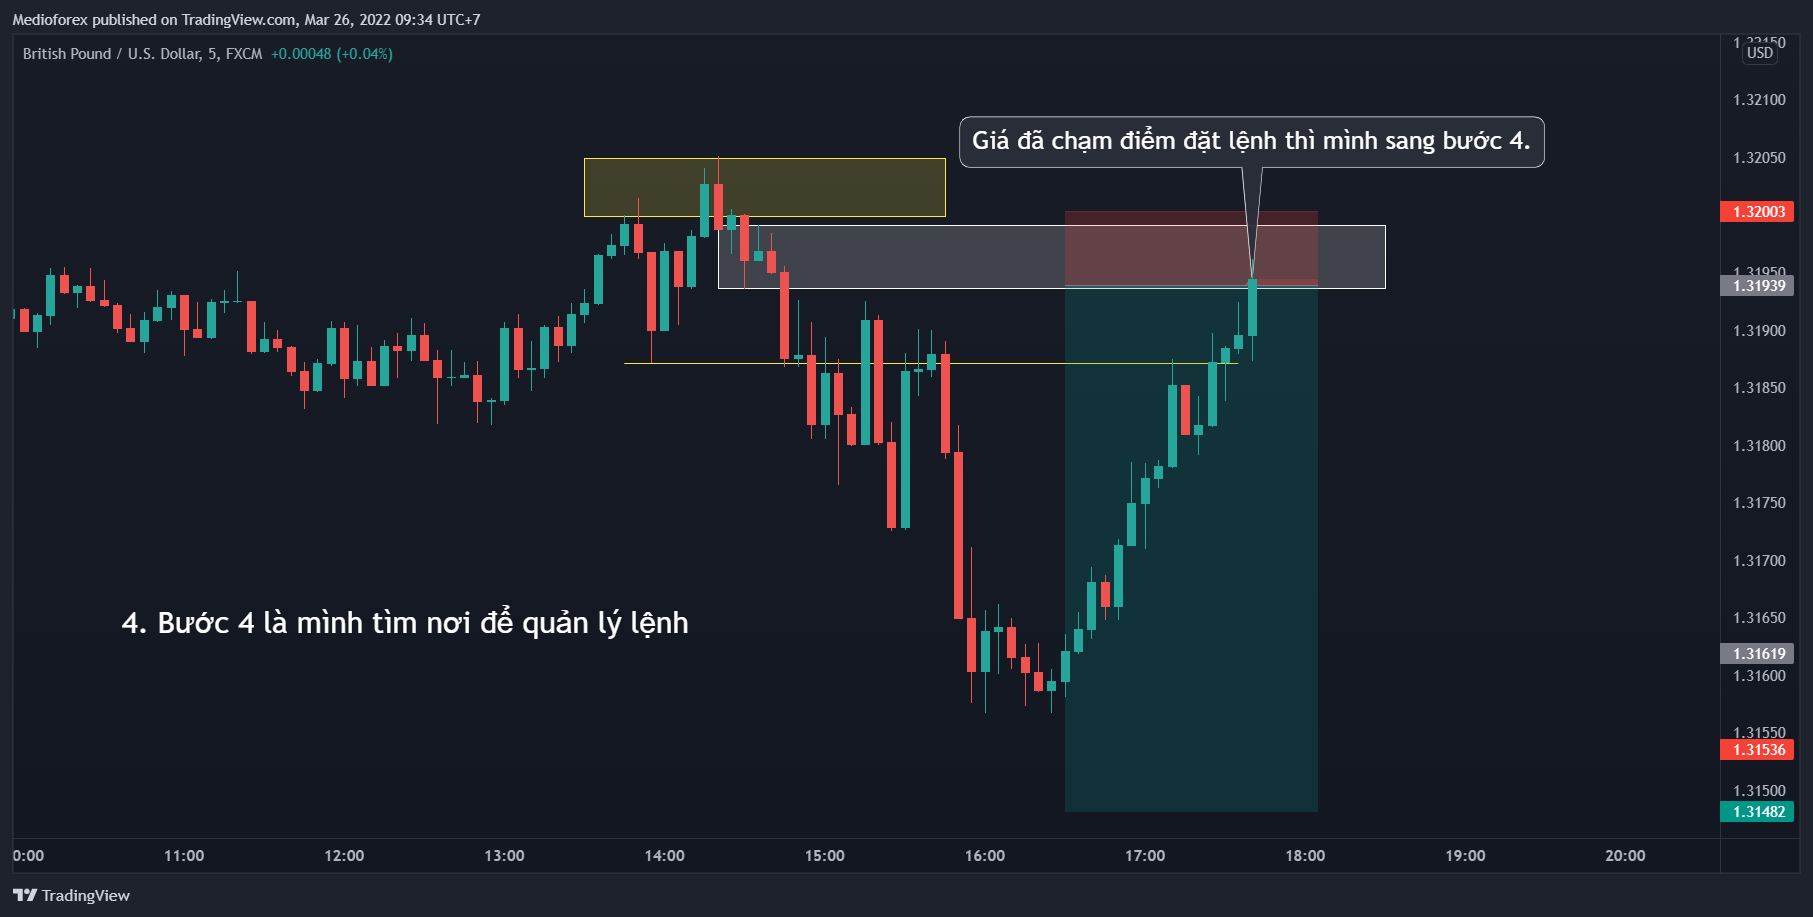 Medioforex published on TradingView.com, Mar 26, 2022 09:34 UTC+7
British Pound / U.S. Dollar, 5, FXCM +0.00048 (+0.04%)
USD
1.32100
Giá đã chạm điểm đặt lệnh thì mình sang bước 4.
1.32050
1.32003
1.31950
1.31939
1.31900
1.31850
1.31800
1.31750
1.31700
4. Bước 4 là mình tìm nơi để quản lý lệnh
1.31650
1.31619
1.31600
1.31550
1.31536
1.31500
1.31482
0:00 11:00 12:00 13:00 14:00 15:00 16:00 17:00 18:00 19:00 20:00
TradingView